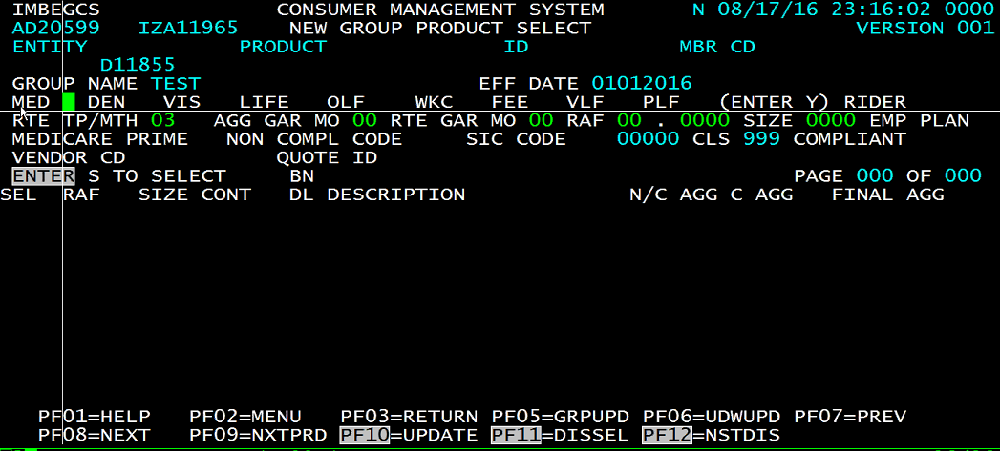 IMBEGCS CONSUMER MANAGEMENT SYSTEM N 08/17/16 23:16:02 0000
AD20599 IZA11965 NEW GROUP PRODUCT SELECT VERSION 001
ENTITY PRODUCT ID MBR CD
D11855
GROUP NAME TEST EFF DATE 01012016
MED DEN VIS LIFE OLF WKC FEE VLF PLF (ENTER Y) RIDER
RTE TP/MTH 03 AGG GAR MO 00 RTE GAR MO 00 RAF 00 . 0000 SIZE 0000 EMP PLAN
MEDICARE PRIME NON COMPL CODE SIC CODE 00000 CLS 999 COMPLIANT
VENDOR CD QUOTE ID
ENTER S TO SELECT BN PAGE 000 OF 000
SEL RAF SIZE CONT DL DESCRIPTION N/C AGG C AGG FINAL AGG
PF01=HELP PF02=MENU PF03=RETURN PF05=GRPUPD PF06=UDWUPD PF07=PREV
PF08=NEXT PF09=NXTPRD PF10=UPDATE PF11=DISSEL PF12=NSTDIS